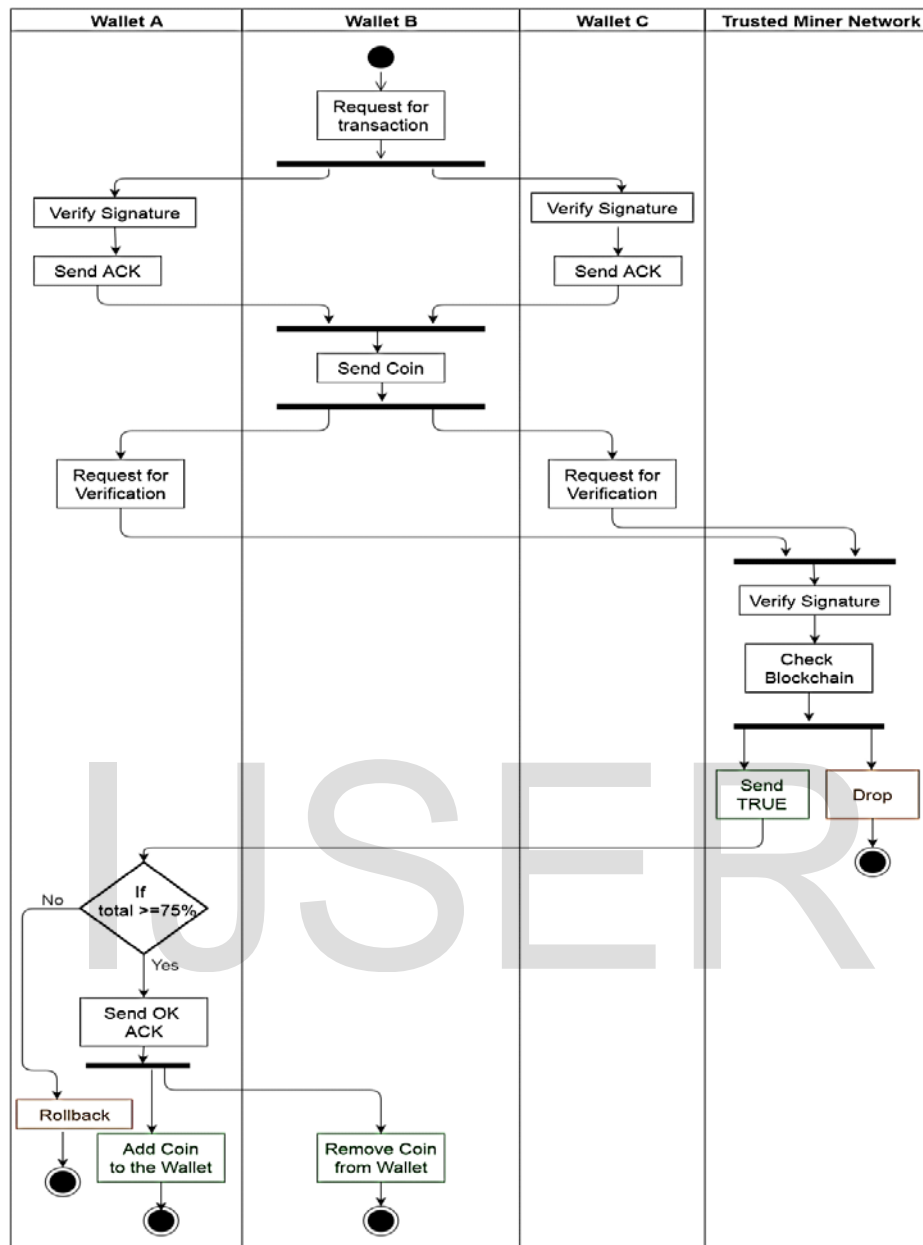 Wallet A
Wallet B
Wallet C
Trusted Miner Network
Request for
transaction
Verify Signature
Verify Signature
Send ACK
Send ACK
Send Coin
Request for
Verification
Request for
Verification
Verify Signature
Check
Blockchain
Send
TRUE
Drop
If
total >=75%
No
Yes
Send OK
ACK
Rollback
Add Coin
to the Wallet
Remove Coin
from Wallet
IJSER